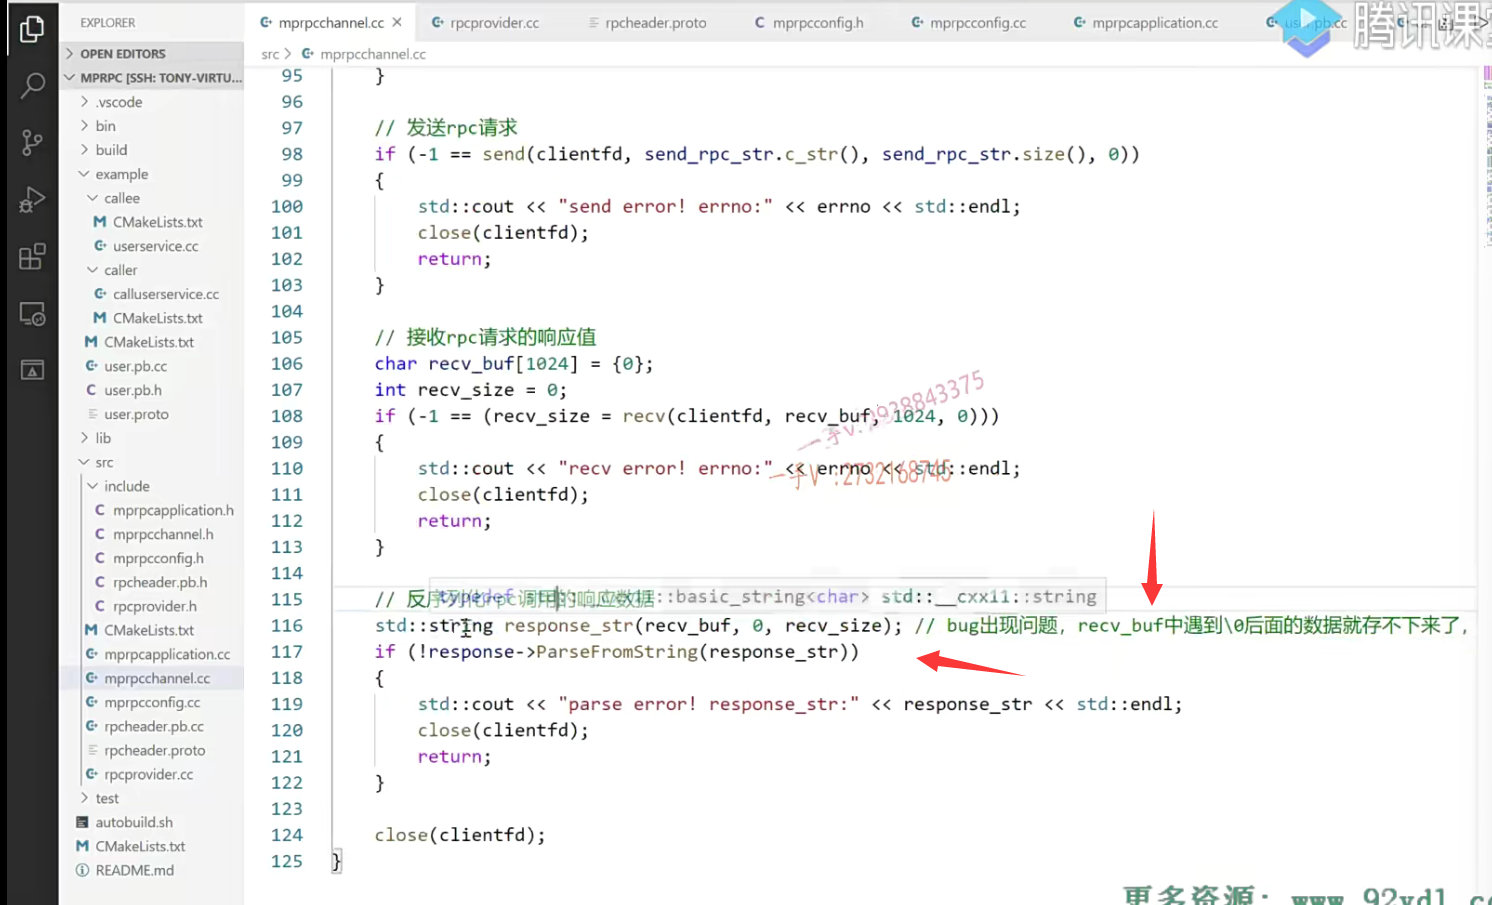 EXPLORER
mprpcchannel.cc
rpcprovider.cc
rpcheader.proto
mprpcconfig.h
mprpcconfig.cc
mprpcapplication.cc
腾讯课
OPEN EDITORS
src > mprpcchannel.cc
MPRPC [SSH: TONY-VIRTU...
.vscode
bin
build
example
callee
CMakeLists.txt
userservice.cc
caller
calluserservice.cc
CMakeLists.txt
CMakeLists.txt
user.pb.cc
user.pb.h
user.proto
lib
src
include
mprpcapplication.h
mprpcchannel.h
mprpcconfig.h
rpcheader.pb.h
rpcprovider.h
CMakeLists.txt
mprpcapplication.cc
mprpcchannel.cc
mprpcconfig.cc
rpcheader.pb.cc
rpcheader.proto
rpcprovider.cc
test
autobuild.sh
CMakeLists.txt
README.md
95 }
96
97 // 发送rpc请求
98 if (-1 == send(clientfd, send_rpc_str.c_str(), send_rpc_str.size(), 0))
99 {
100 std::cout << "send error! errno:" << errno << std::endl;
101 close(clientfd);
102 return;
103 }
104
105 // 接收rpc请求的响应值
106 char recv_buf[1024] = {0};
107 int recv_size = 0;
108 if (-1 == (recv_size = recv(clientfd, recv_buf, 1024, 0)))
109 {
110 std::cout << "recv error! errno:" << errno << std::endl;
111 close(clientfd);
112 return;
113 }
114
115 // 反序列化rpc调用的响应数据
::basic_string<char> std::__cxx11::string
116 std::string response_str(recv_buf, 0, recv_size); // bug出现问题，recv_buf中遇到\0后面的数据就存不下来了，
117 if (!response->ParseFromString(response_str))
118 {
119 std::cout << "parse error! response_str:" << response_str << std::endl;
120 close(clientfd);
121 return;
122 }
123
124 close(clientfd);
125 }
一手V:2938843375
一手V:2732168745
更多资源：www.92ydl.c